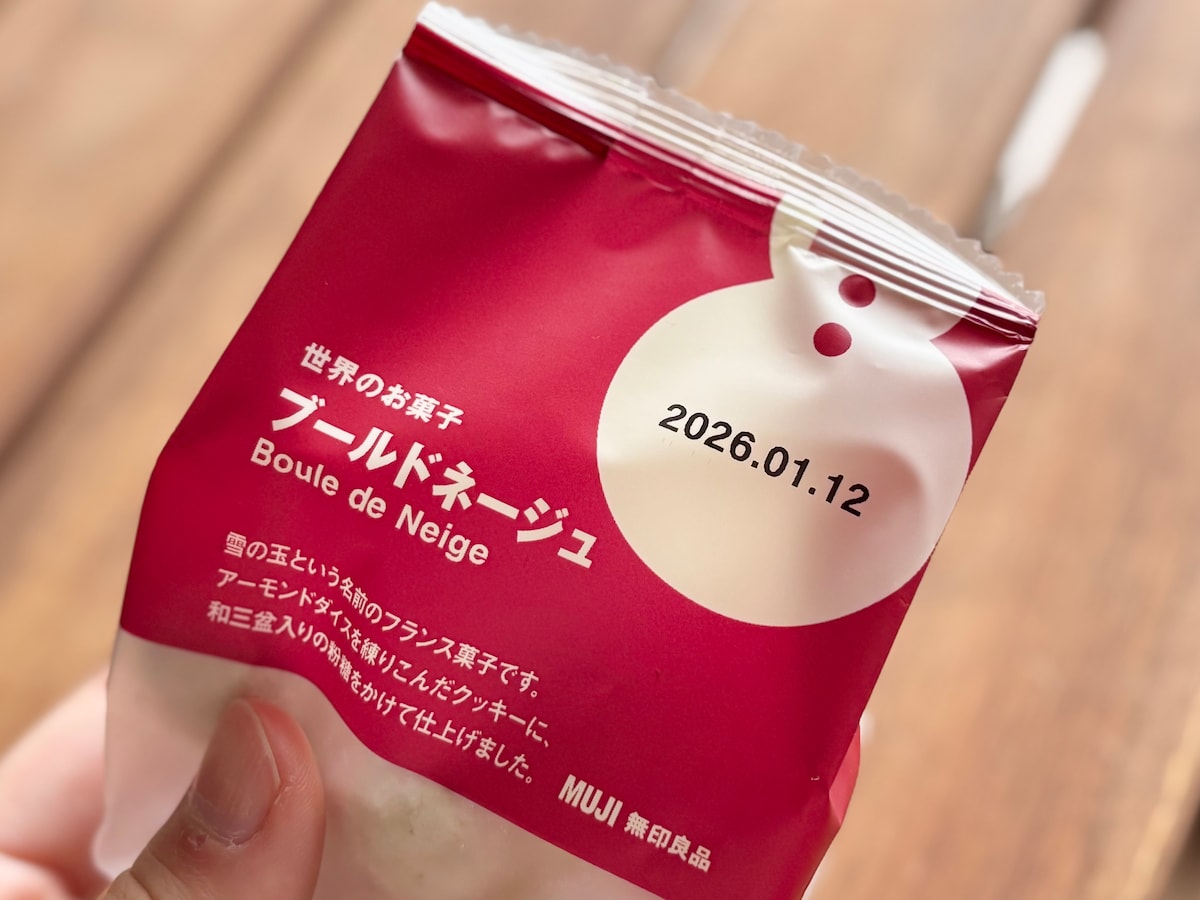 世界のお菓子
ブールドネージュ
Boule de Neige
2026.01.12
雪の玉という名前のフランス菓子です。
アーモンドダイスを練りこんだクッキーに、
和三盆入りの粉糖をかけて仕上げました。
MUJI 無印良品